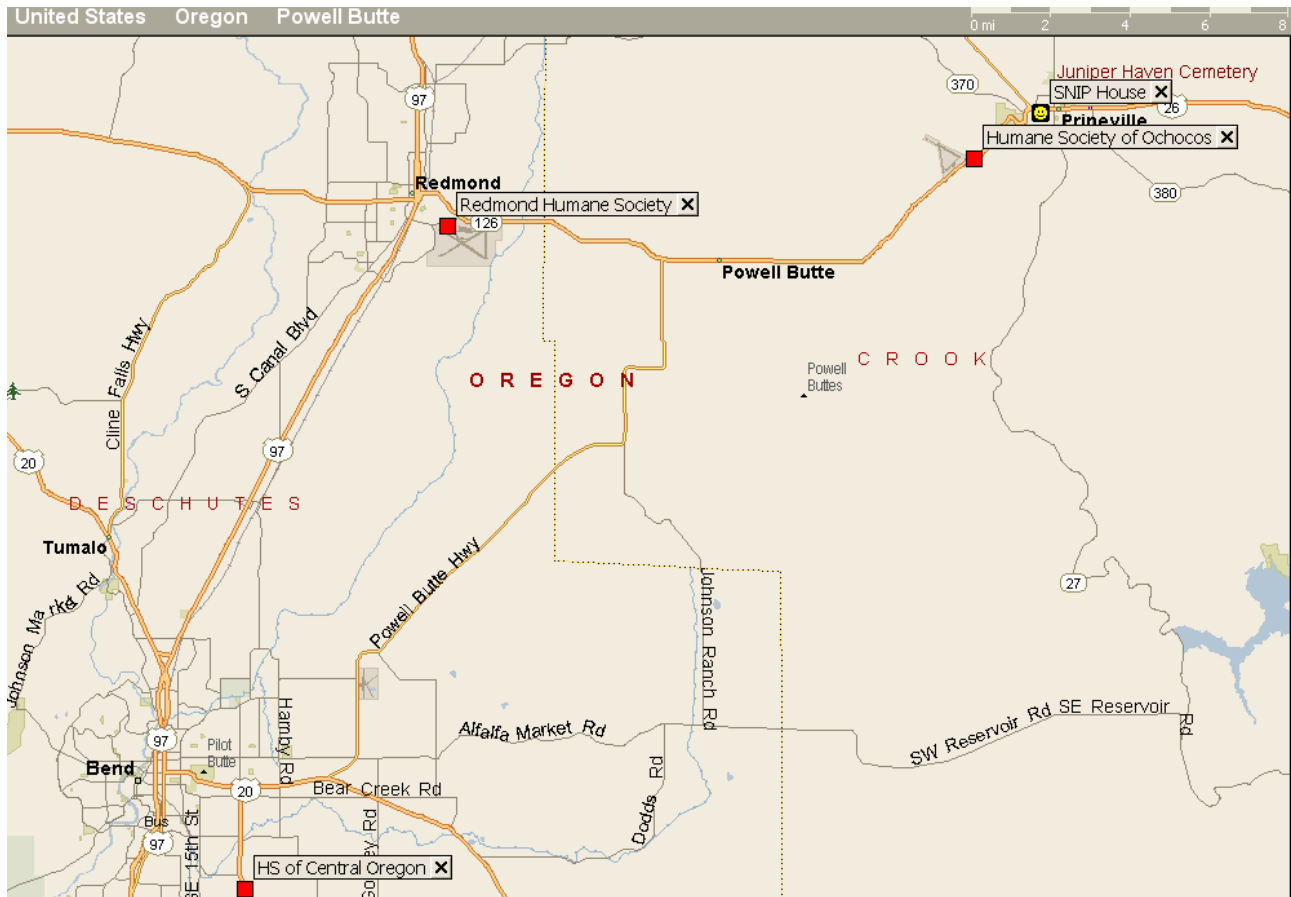 United States Oregon Powell Butte
0 mi 2 4 6 8
97
370
Juniper Haven Cemetery
SNIP House
26
Prineville
Humane Society of Ochocos
380
Redmond
Redmond Humane Society
126
Powell Butte
Cline Falls Hwy
S Canal Blvd
OREGON
Powell Buttes
CROOK
20
97
DESCHUTES
Tumalo
Johnson Market Rd
Powell Butte Hwy
Johnson Ranch Rd
27
97
Pilot Butte
Hamby Rd
Alfalfa Market Rd
SW Reservoir Rd
SE Reservoir Rd
Bend
20
Bear Creek Rd
Dodds Rd
Bus
97
SE 15th St
HS of Central Oregon